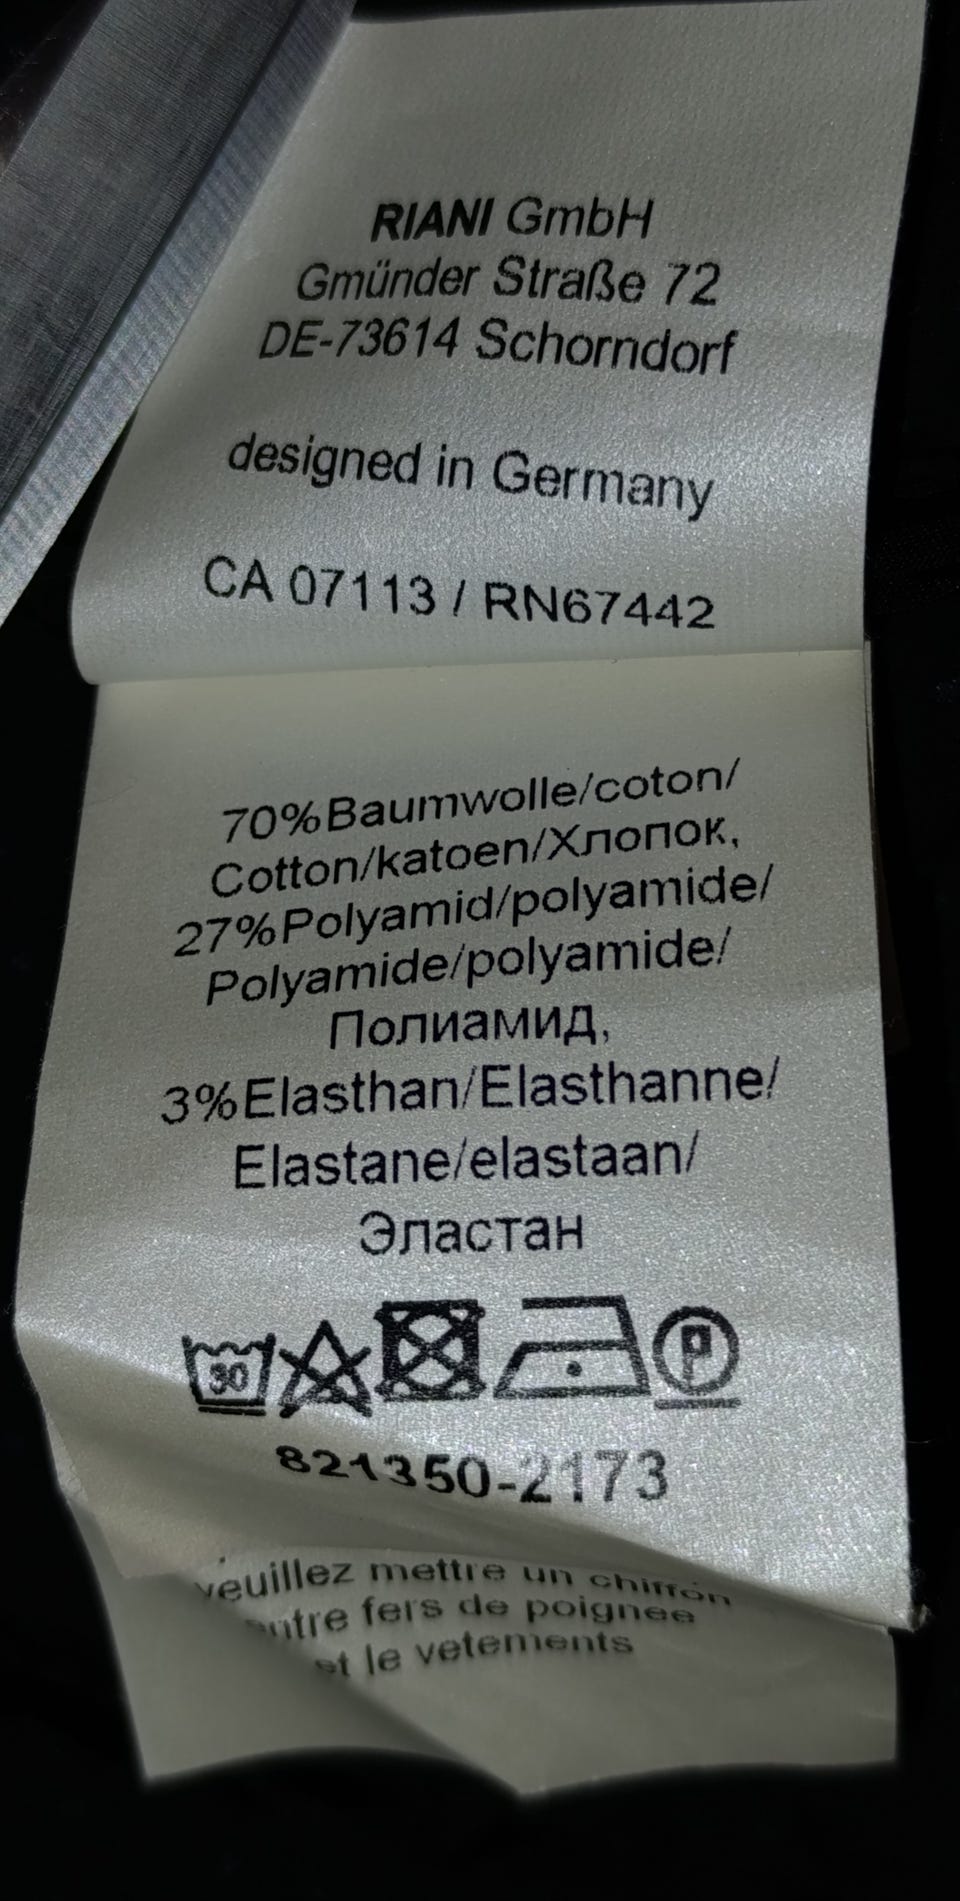 RIANI GmbH
Gmünder Straße 72
DE-73614 Schorndorf
designed in Germany
CA 07113 / RN67442
70%Baumwolle/coton/
Cotton/katoen/Хлопок,
27%Polyamid/polyamide/
Polyamide/polyamide/
Полиамид,
3%Elasthan/Elasthanne/
Elastane/elastaan/
Эластан
30 P
821350-2173
veuillez mettre un chiffon
entre fers de poignee
et le vetements